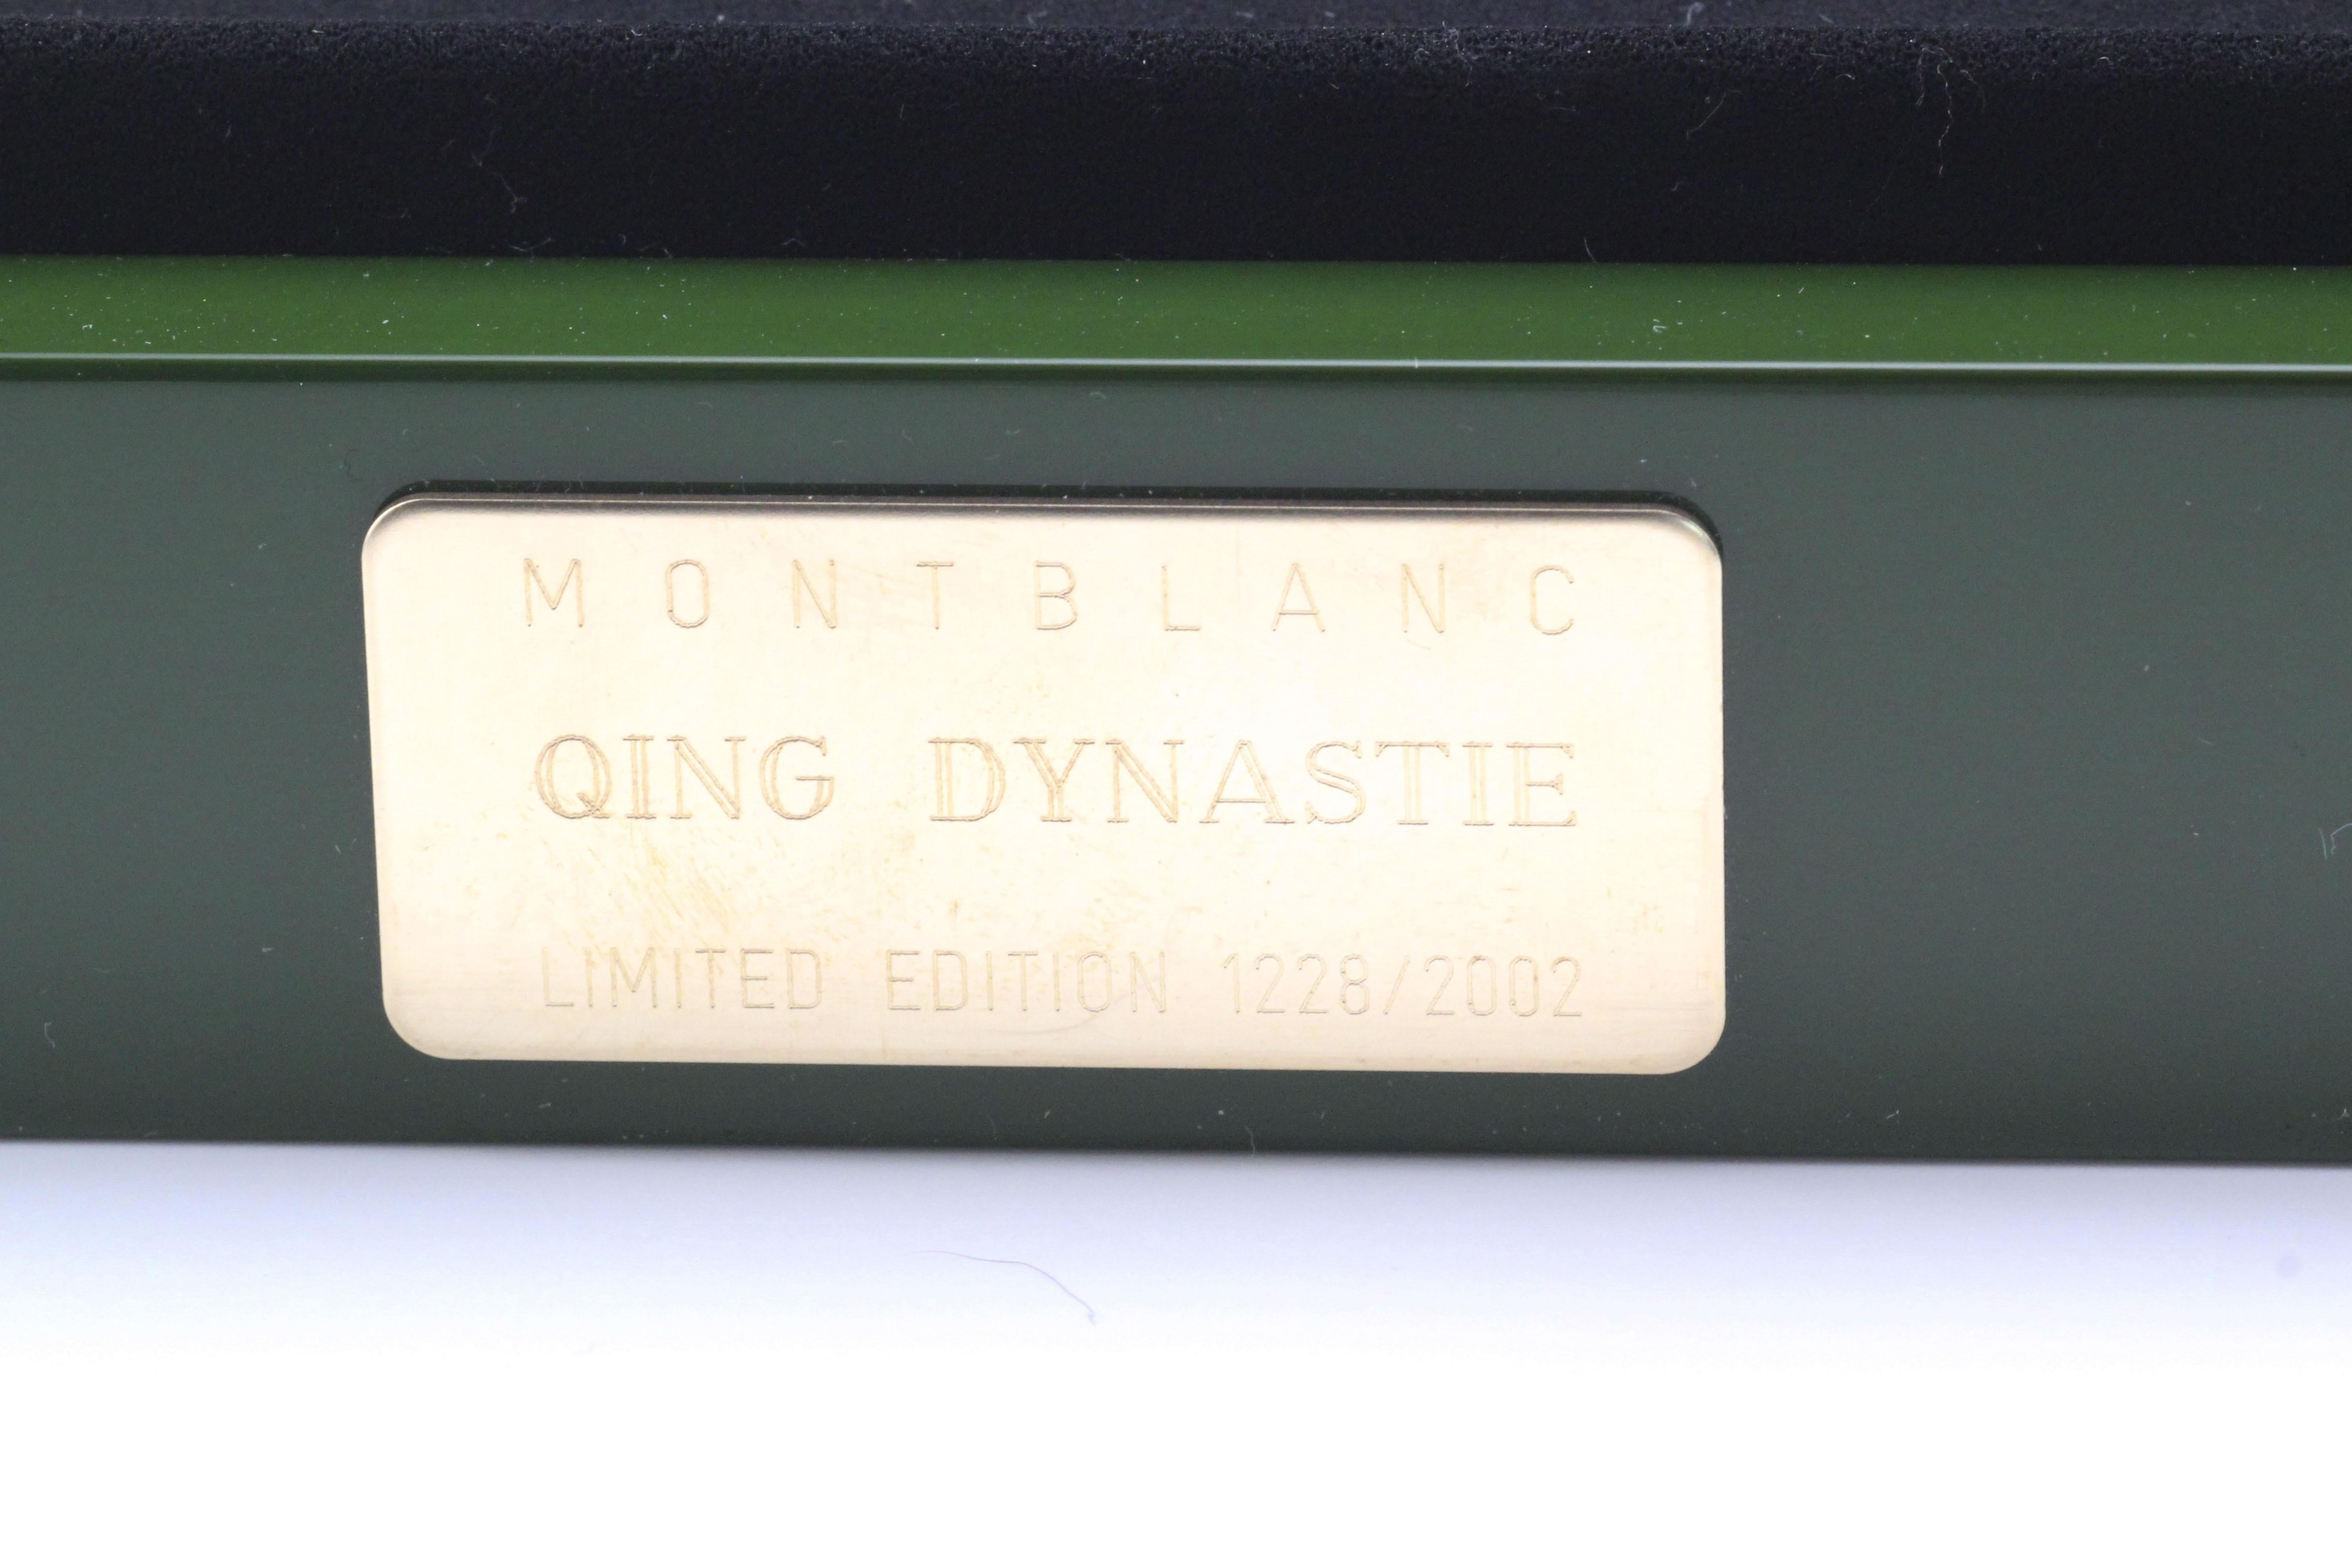 MONTBLANC
QING DYNASTIE
LIMITED EDITION 1228/2002